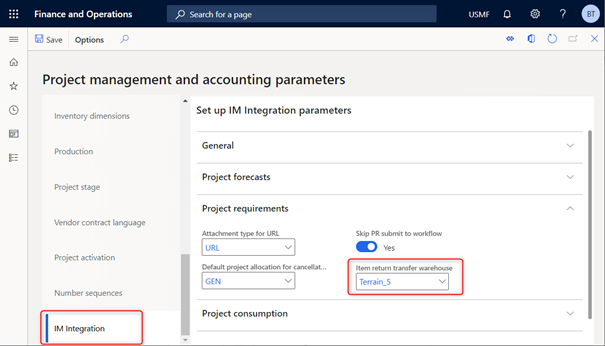 Finance and Operations
Search for a page
USMF
?
BT
Save
Options
Project management and accounting parameters
Inventory dimensions
Production
Project stage
Vendor contract language
Project activation
Number sequences
IM Integration
Set up IM Integration parameters
General
Project forecasts
Project requirements
Attachment type for URL
URL
Skip PR submit to workflow
Yes
Default project allocation for cancellat...
GEN
Item return transfer warehouse
Terrain_5
Project consumption